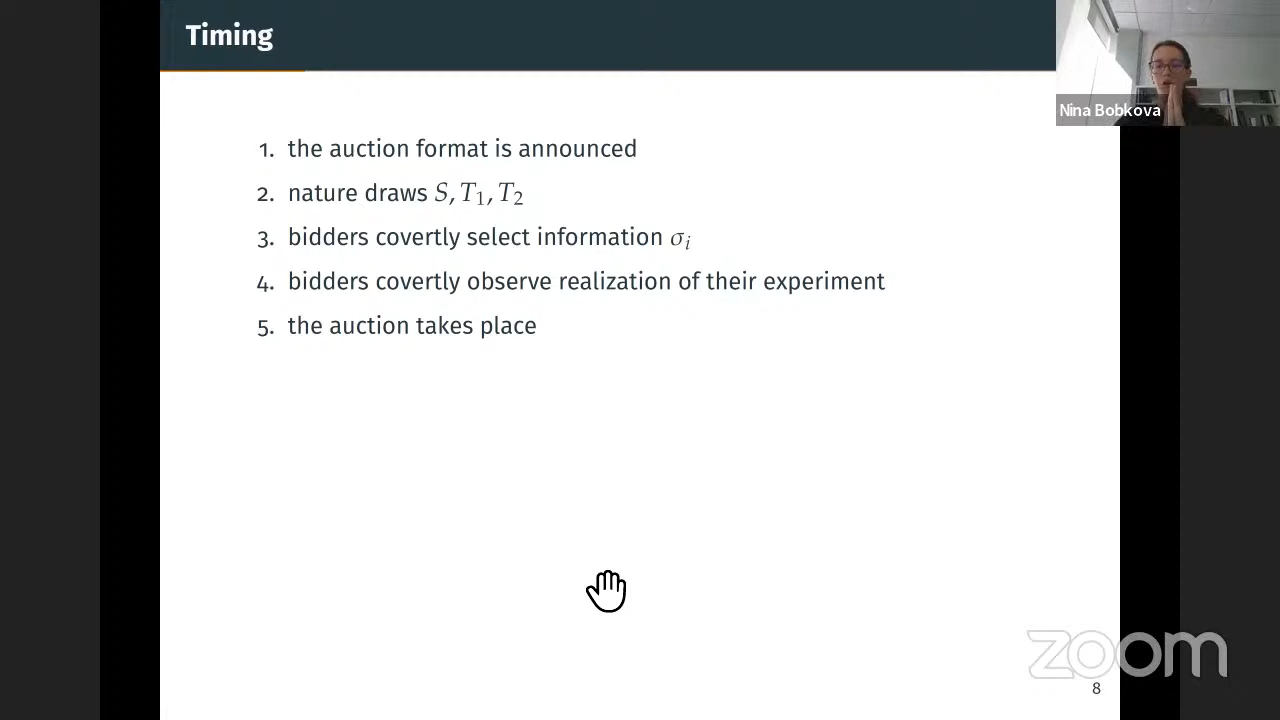 Timing
Nina Bobkova
1. the auction format is announced
2. nature draws S, T₁, T₂
3. bidders covertly select information σᵢ
4. bidders covertly observe realization of their experiment
5. the auction takes place
zoom
8